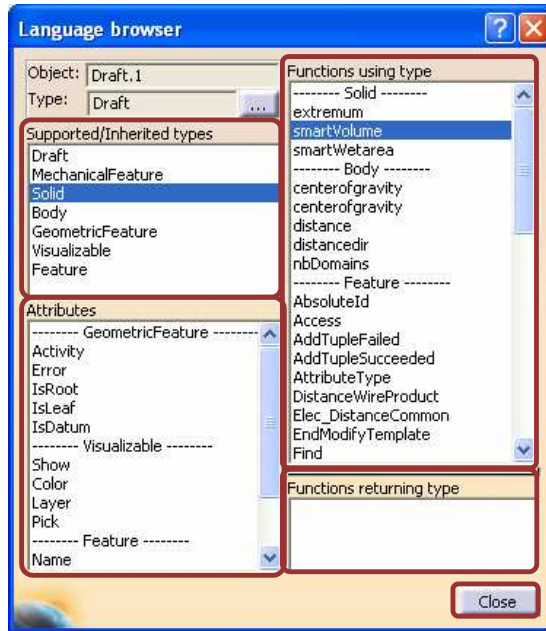 Language browser
Object: Draft.1
Type: Draft ...
Supported/Inherited types
Draft
MechanicalFeature
Solid
Body
GeometricFeature
Visualizable
Feature
Attributes
-------- GeometricFeature --------
Activity
Error
IsRoot
IsLeaf
IsDatum
-------- Visualizable --------
Show
Color
Layer
Pick
-------- Feature --------
Name
Functions using type
-------- Solid --------
extremum
smartVolume
smartWetarea
-------- Body --------
centerofgravity
centerofgravity
distance
distancedir
nbDomains
-------- Feature --------
AbsoluteId
Access
AddTupleFailed
AddTupleSucceeded
AttributeType
DistanceWireProduct
Elec_DistanceCommon
EndModifyTemplate
Find
Functions returning type
Close